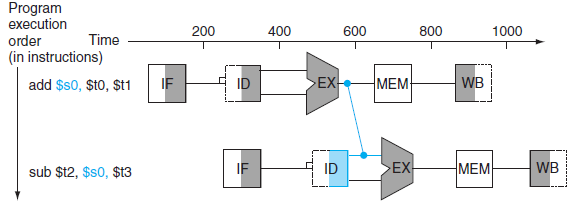 Program
execution
order
(in instructions)
Time
200 400 600 800 1000
add $s0, $t0, $t1
IF ID EX MEM WB
sub $t2, $s0, $t3
IF ID EX MEM WB